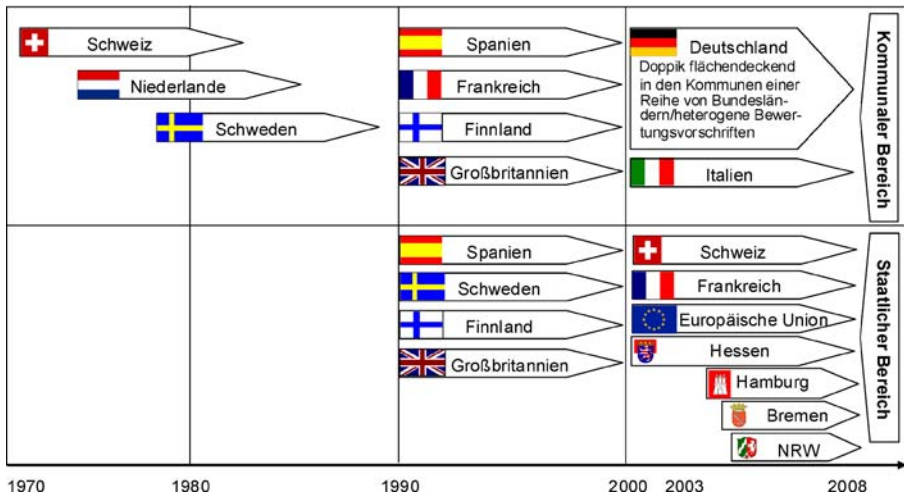 Schweiz
Niederlande
Schweden
Spanien
Frankreich
Finnland
Großbritannien
Deutschland
Doppik flächendeckend
in den Kommunen einer
Reihe von Bundeslän-
dern/heterogene Bewer-
tungsvorschriften
Italien
Kommunaler Bereich
Spanien
Schweden
Finnland
Großbritannien
Schweiz
Frankreich
Europäische Union
Hessen
Hamburg
Bremen
NRW
Staatlicher Bereich
1970 1980 1990 2000 2003 2008